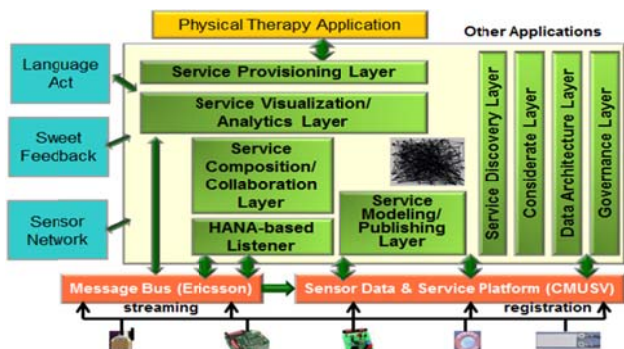 Physical Therapy Application
Other Applications
Language
Act
Sweet
Feedback
Sensor
Network
Service Provisioning Layer
Service Visualization/
Analytics Layer
Service
Composition/
Collaboration
Layer
HANA-based
Listener
Service
Modeling/
Publishing
Layer
Service Discovery Layer
Considerate Layer
Data Architecture Layer
Governance Layer
Message Bus (Ericsson)
Sensor Data & Service Platform (CMUSV)
streaming
registration